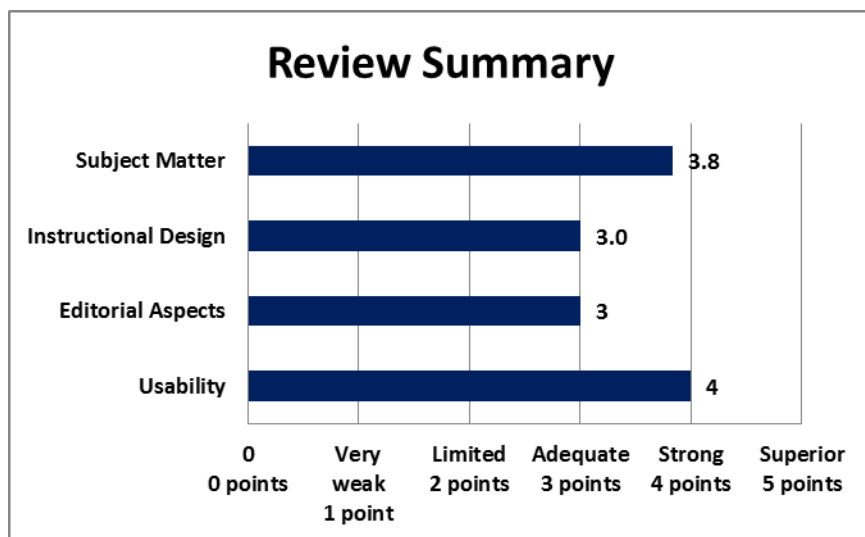 Review Summary
Subject Matter
3.8
Instructional Design
3.0
Editorial Aspects
3
Usability
4
0
0 points
Very
weak
1 point
Limited
2 points
Adequate
3 points
Strong
4 points
Superior
5 points